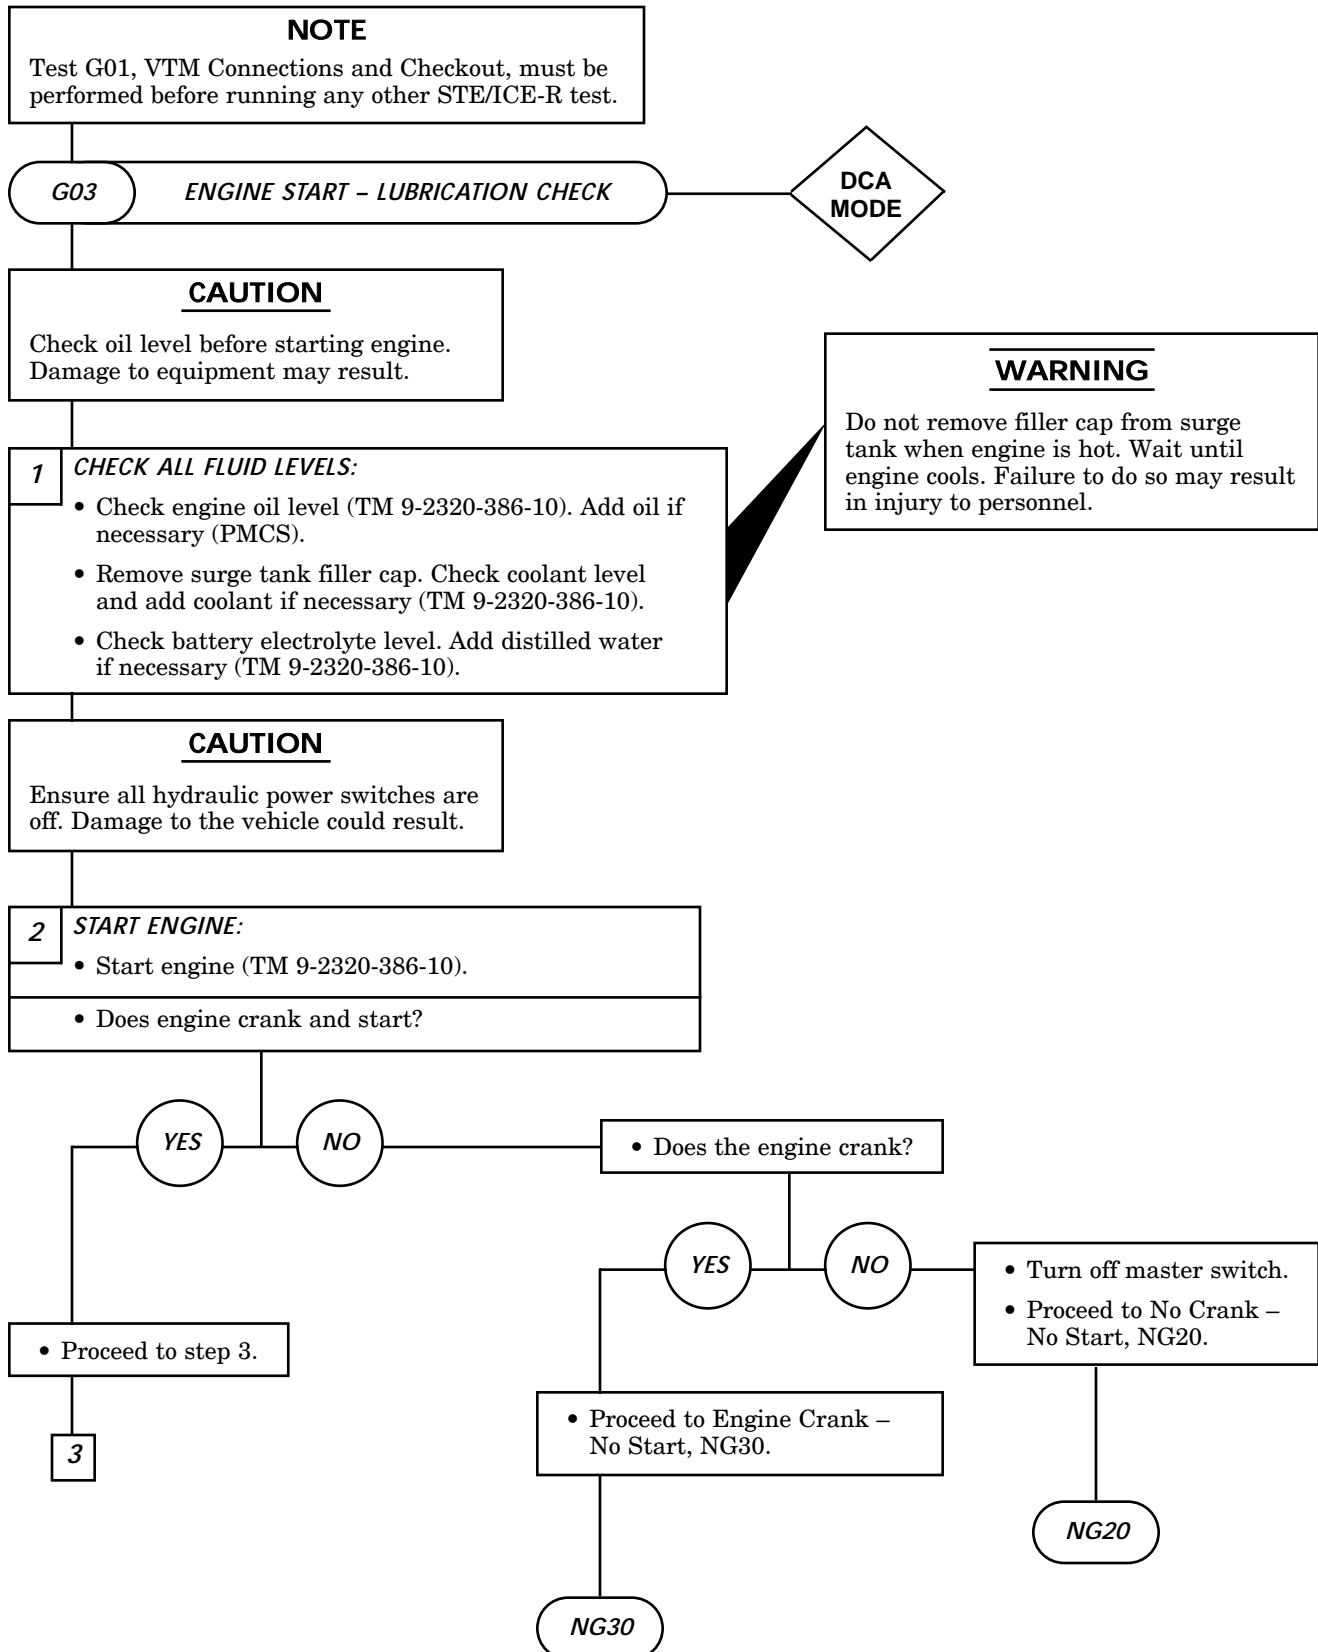 NOTE
Test G01, VTM Connections and Checkout, must be
performed before running any other STE/ICE-R test.
G03
ENGINE START – LUBRICATION CHECK
DCA
MODE
CAUTION
Check oil level before starting engine.
Damage to equipment may result.
WARNING
Do not remove filler cap from surge
tank when engine is hot. Wait until
engine cools. Failure to do so may result
in injury to personnel.
1
CHECK ALL FLUID LEVELS:
• Check engine oil level (TM 9-2320-386-10). Add oil if
necessary (PMCS).
• Remove surge tank filler cap. Check coolant level
and add coolant if necessary (TM 9-2320-386-10).
• Check battery electrolyte level. Add distilled water
if necessary (TM 9-2320-386-10).
CAUTION
Ensure all hydraulic power switches are
off. Damage to the vehicle could result.
2
START ENGINE:
• Start engine (TM 9-2320-386-10).
• Does engine crank and start?
YES
NO
• Does the engine crank?
YES
NO
• Turn off master switch.
• Proceed to No Crank –
No Start, NG20.
• Proceed to step 3.
• Proceed to Engine Crank –
No Start, NG30.
3
NG20
NG30